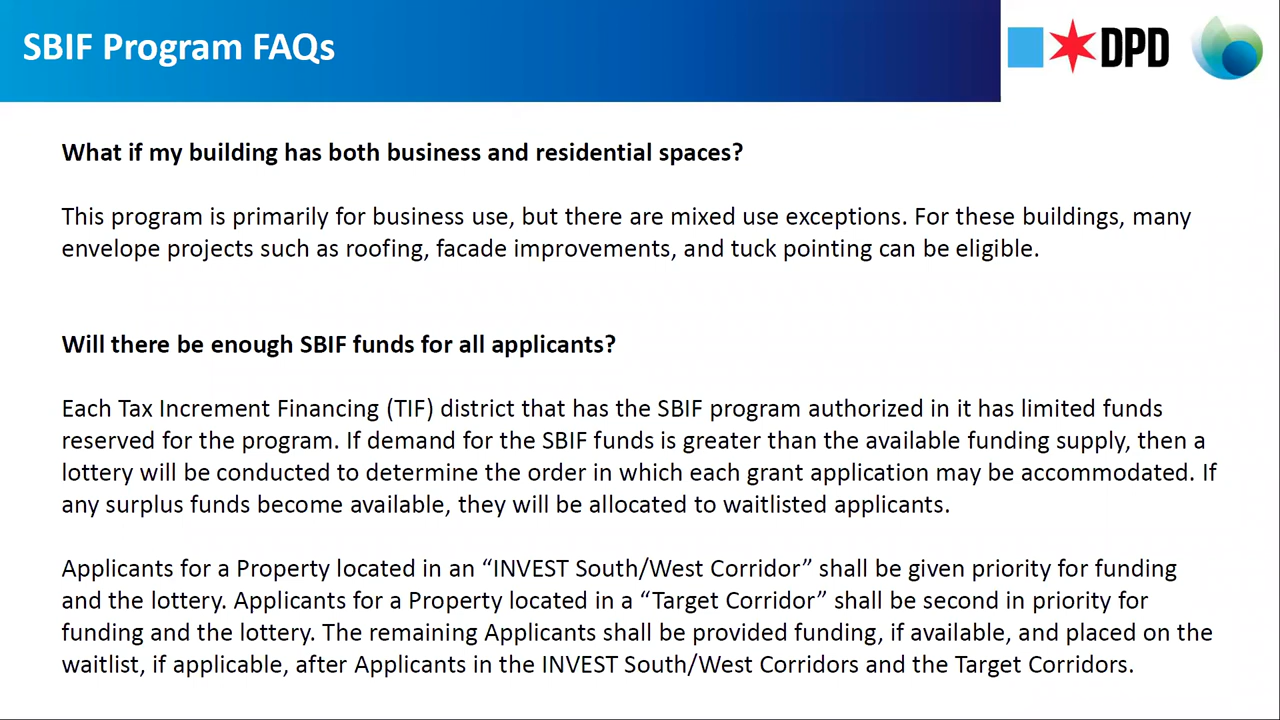 SBIF Program FAQs
DPD
What if my building has both business and residential spaces?
This program is primarily for business use, but there are mixed use exceptions. For these buildings, many
envelope projects such as roofing, facade improvements, and tuck pointing can be eligible.
Will there be enough SBIF funds for all applicants?
Each Tax Increment Financing (TIF) district that has the SBIF program authorized in it has limited funds
reserved for the program. If demand for the SBIF funds is greater than the available funding supply, then a
lottery will be conducted to determine the order in which each grant application may be accommodated. If
any surplus funds become available, they will be allocated to waitlisted applicants.
Applicants for a Property located in an “INVEST South/West Corridor” shall be given priority for funding
and the lottery. Applicants for a Property located in a “Target Corridor” shall be second in priority for
funding and the lottery. The remaining Applicants shall be provided funding, if available, and placed on the
waitlist, if applicable, after Applicants in the INVEST South/West Corridors and the Target Corridors.